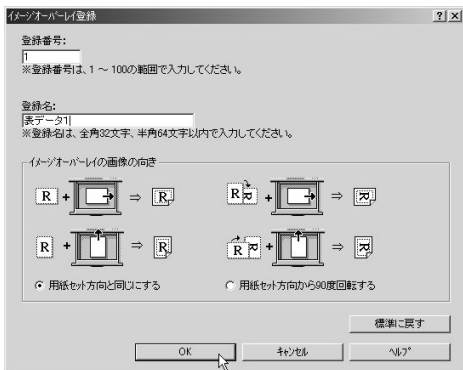 イメージオーバーレイ登録
登録番号:
1
※登録番号は、1 ～ 100の範囲で入力してください。
登録名:
表データ1
※登録名は、全角32文字、半角64文字以内で入力してください。
イメージオーバーレイの画像の向き
R + ⇒ R
R R + ⇒ R
R + ⇒ R
R R + ⇒ R
用紙セット方向と同じにする
用紙セット方向から90度回転する
標準に戻す
OK
キャンセル
ヘルプ